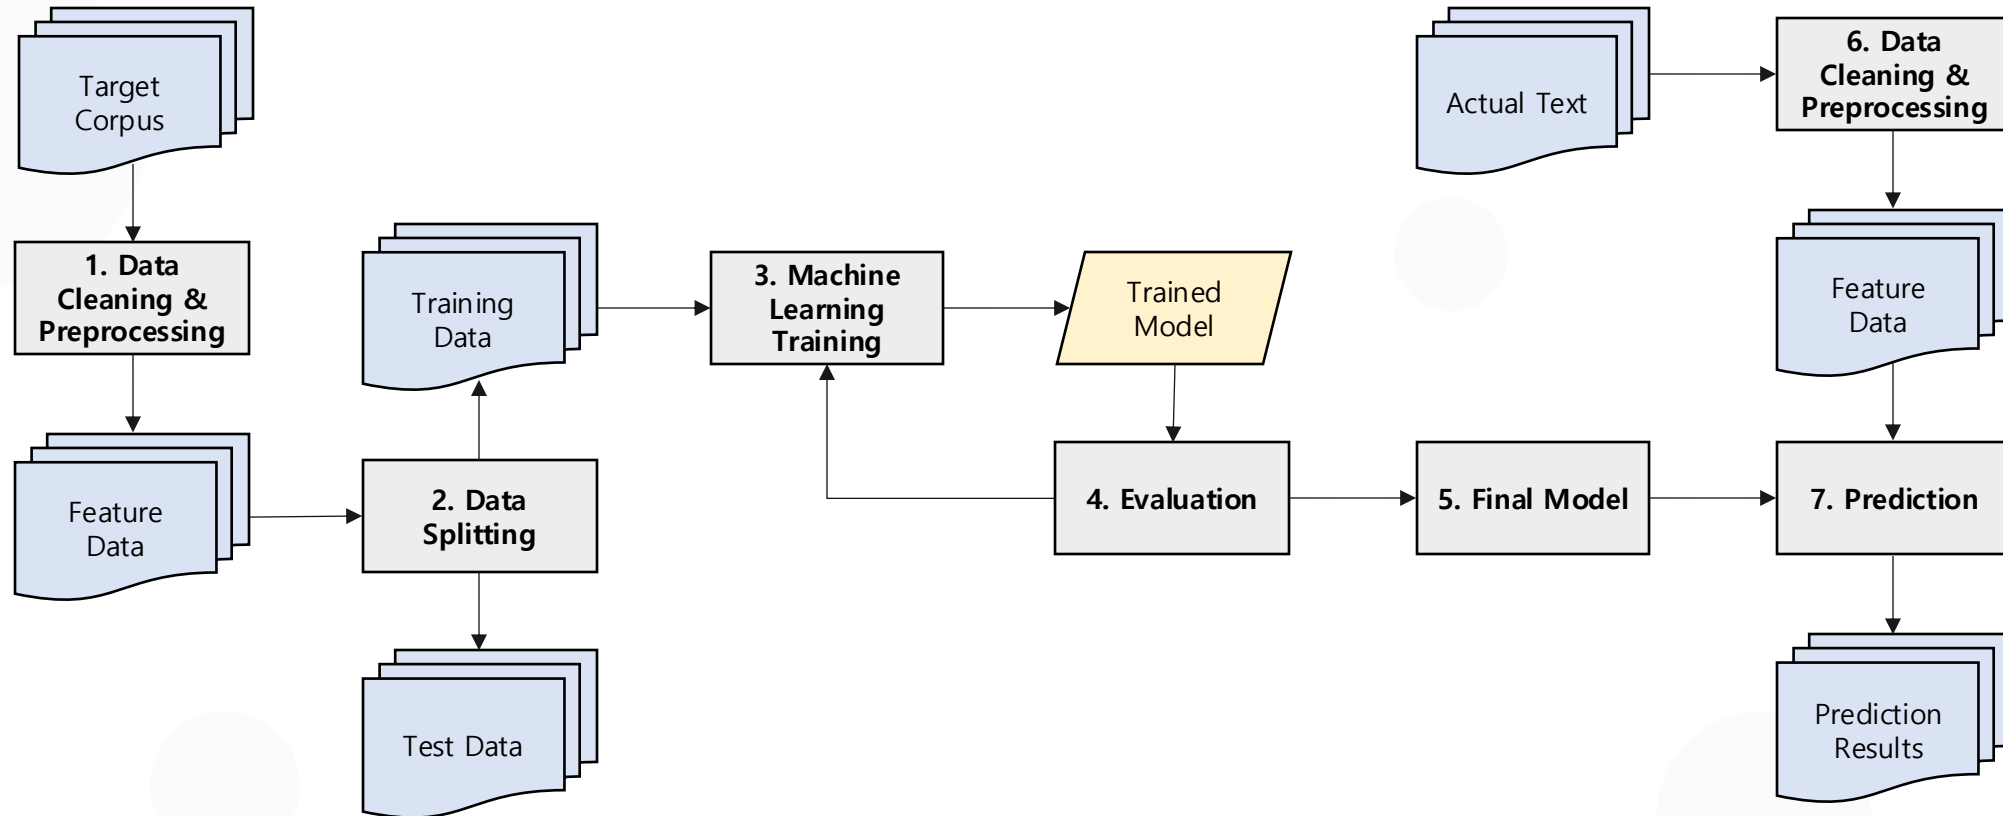 Target
Corpus
1. Data
Cleaning &
Preprocessing
Feature
Data
2. Data
Splitting
Training
Data
Test Data
3. Machine
Learning
Training
Trained
Model
4. Evaluation
5. Final Model
Actual Text
6. Data
Cleaning &
Preprocessing
Feature
Data
7. Prediction
Prediction
Results